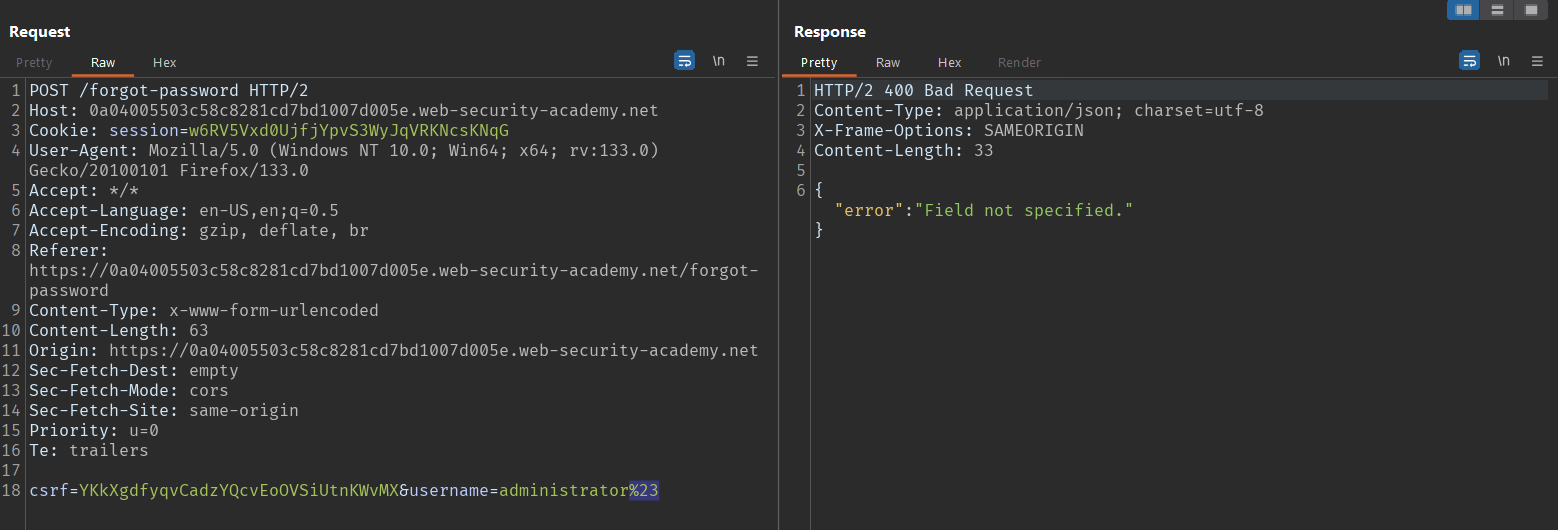 Request
Pretty Raw Hex \n
1 POST /forgot-password HTTP/2
2 Host: 0a04005503c58c8281cd7bd1007d005e.web-security-academy.net
3 Cookie: session=w6RV5Vxd0UjfjYpvS3WyJqVRKNcsKNqG
4 User-Agent: Mozilla/5.0 (Windows NT 10.0; Win64; x64; rv:133.0)
Gecko/20100101 Firefox/133.0
5 Accept: */*
6 Accept-Language: en-US,en;q=0.5
7 Accept-Encoding: gzip, deflate, br
8 Referer:
https://0a04005503c58c8281cd7bd1007d005e.web-security-academy.net/forgot-
password
9 Content-Type: x-www-form-urlencoded
10 Content-Length: 63
11 Origin: https://0a04005503c58c8281cd7bd1007d005e.web-security-academy.net
12 Sec-Fetch-Dest: empty
13 Sec-Fetch-Mode: cors
14 Sec-Fetch-Site: same-origin
15 Priority: u=0
16 Te: trailers
17
18 csrf=YKkXgdfyqvCadzYQcvEoOVSiUtnKWvMX&username=administrator%23
Response
Pretty Raw Hex Render \n
1 HTTP/2 400 Bad Request
2 Content-Type: application/json; charset=utf-8
3 X-Frame-Options: SAMEORIGIN
4 Content-Length: 33
5
6 {
"error":"Field not specified."
}